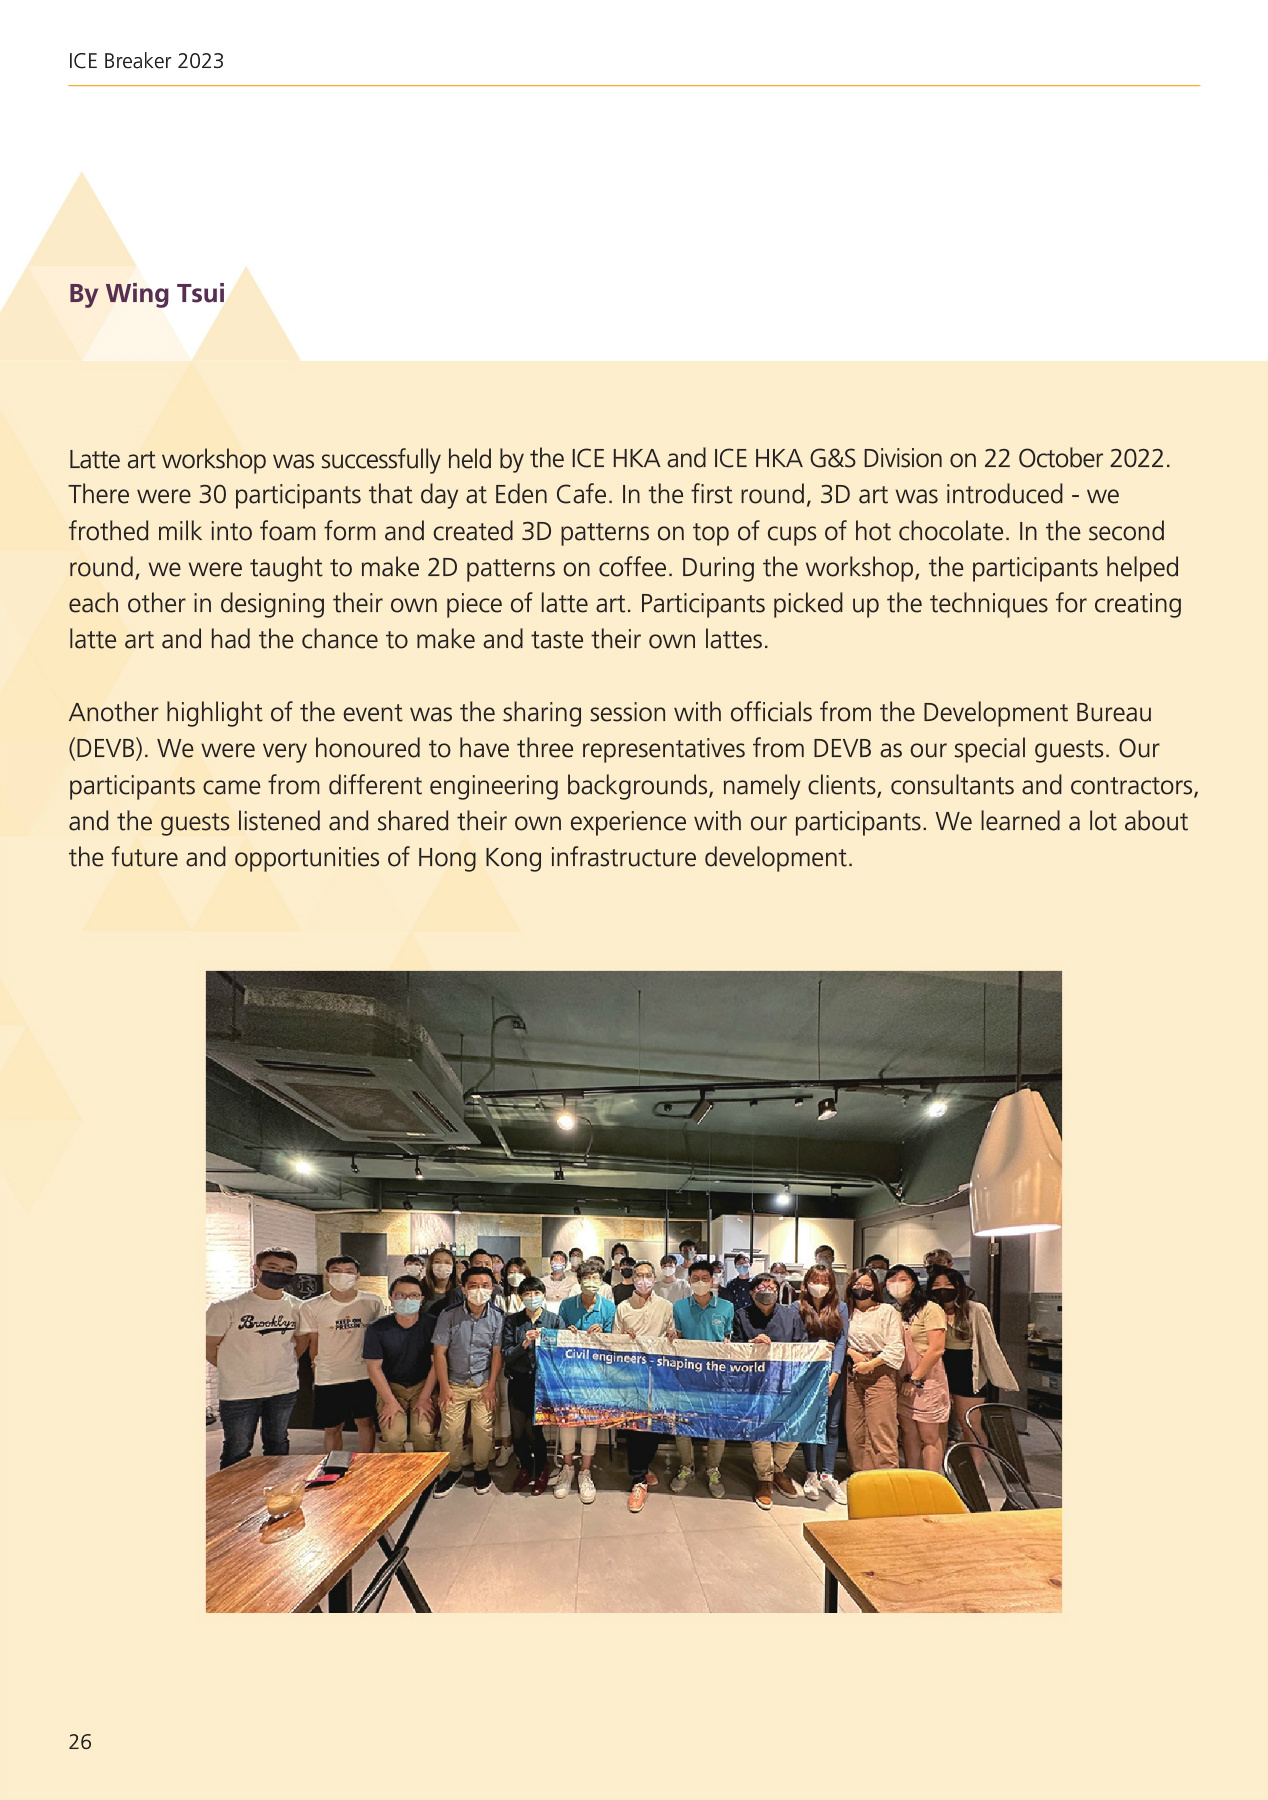 ICE Breaker 2023
By Wing Tsui
Latte art workshop was successfully held by the ICE HKA and ICE HKA G&S Division on 22 October 2022.
There were 30 participants that day at Eden Cafe. In the first round, 3D art was introduced - we
frothed milk into foam form and created 3D patterns on top of cups of hot chocolate. In the second
round, we were taught to make 2D patterns on coffee. During the workshop, the participants helped
each other in designing their own piece of latte art. Participants picked up the techniques for creating
latte art and had the chance to make and taste their own lattes.
Another highlight of the event was the sharing session with officials from the Development Bureau
(DEVB). We were very honoured to have three representatives from DEVB as our special guests. Our
participants came from different engineering backgrounds, namely clients, consultants and contractors,
and the guests listened and shared their own experience with our participants. We learned a lot about
the future and opportunities of Hong Kong infrastructure development.
Brooklyn
KEEP ON
Civil engineers - shaping the world
26